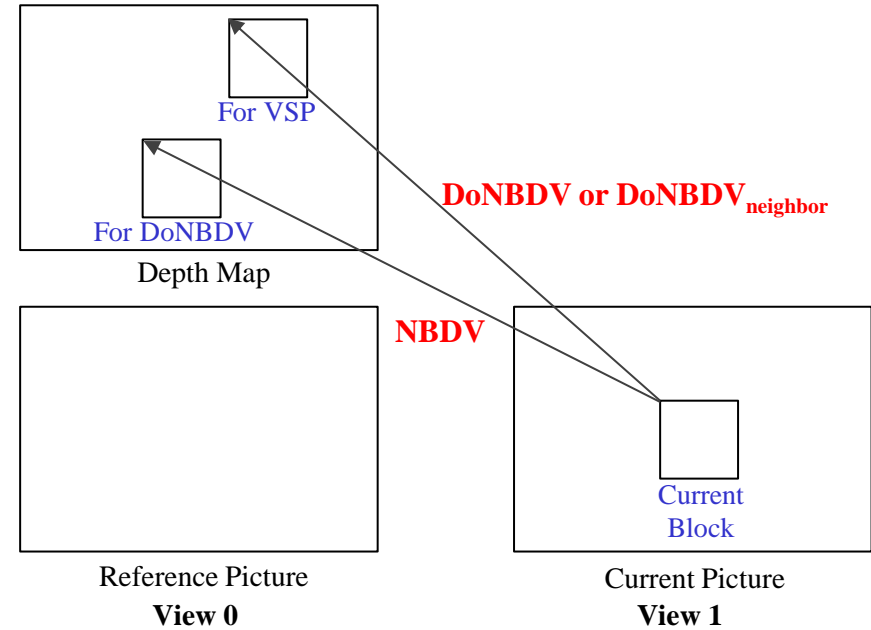 For VSP
DoNBDV or DoNBDVneighbor
For DoNBDV
Depth Map
NBDV
Current
Block
Reference Picture
Current Picture
View 0
View 1